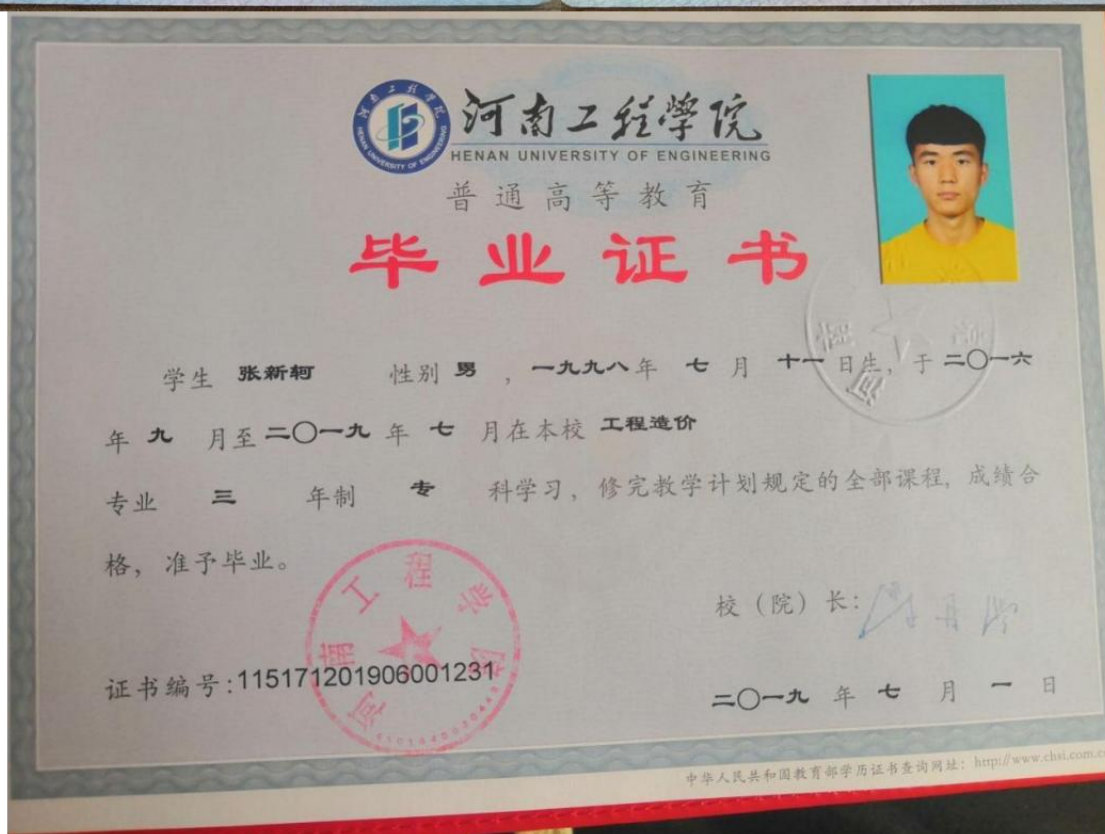 河南工程學院
HENAN UNIVERSITY OF ENGINEERING
普通高等教育
毕业证书
学生 张新轲 性别 男 , 一九九八年 七 月 十一 日生, 于 二〇一六
年 九 月至 二〇一九 年 七 月在本校 工程造价
专业 三 年制 专 科学习, 修完教学计划规定的全部课程, 成绩合
格, 准予毕业。
河南工程学院
校（院）长:
证书编号:115171201906001231
二〇一九 年 七 月 一 日
中华人民共和国教育部学历证书查询网址: http://www.chsi.com.c